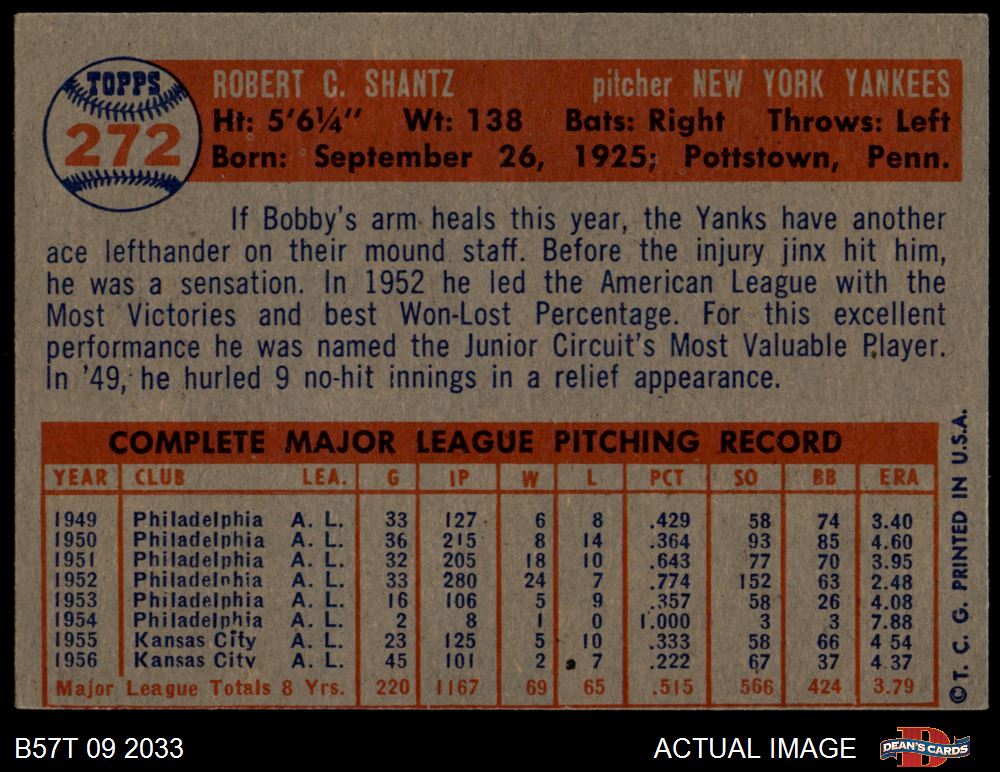 TOPPS
272
ROBERT C. SHANTZ pitcher NEW YORK YANKEES
Ht: 5'6¼" Wt: 138 Bats: Right Throws: Left
Born: September 26, 1925; Pottstown, Penn.
If Bobby's arm heals this year, the Yanks have another
ace lefthander on their mound staff. Before the injury jinx hit him,
he was a sensation. In 1952 he led the American League with the
Most Victories and best Won-Lost Percentage. For this excellent
performance he was named the Junior Circuit's Most Valuable Player.
In '49, he hurled 9 no-hit innings in a relief appearance.
COMPLETE MAJOR LEAGUE PITCHING RECORD
YEAR CLUB LEA. G IP W L PCT SO BB ERA
1949 Philadelphia A. L. 33 127 6 8 .429 58 74 3.40
1950 Philadelphia A. L. 36 215 8 14 .364 93 85 4.60
1951 Philadelphia A. L. 32 205 18 10 .643 77 70 3.95
1952 Philadelphia A. L. 33 280 24 7 .774 152 63 2.48
1953 Philadelphia A. L. 16 106 5 9 .357 58 26 4.08
1954 Philadelphia A. L. 2 8 1 0 1.000 3 3 7.88
1955 Kansas City A. L. 23 125 5 10 .333 58 66 4 54
1956 Kansas City A. L. 45 101 2 7 .222 67 37 4.37
Major League Totals 8 Yrs. 220 1167 69 65 .515 566 424 3.79
© T. C. G. PRINTED IN U.S.A.
B57T 09 2033 ACTUAL IMAGE DEAN'S CARDS